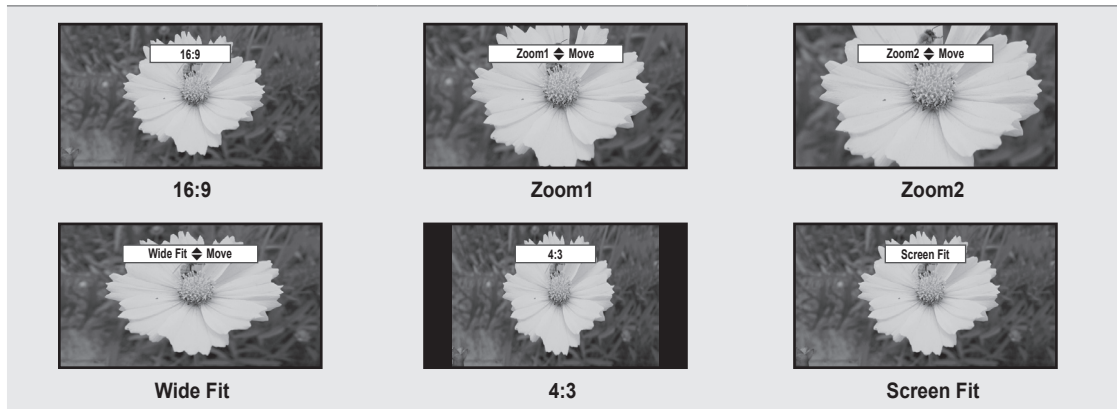 16:9
Zoom1 ▲▼ Move
Zoom2 ▲▼ Move
16:9
Zoom1
Zoom2
Wide Fit ▲▼ Move
4:3
Screen Fit
Wide Fit
4:3
Screen Fit